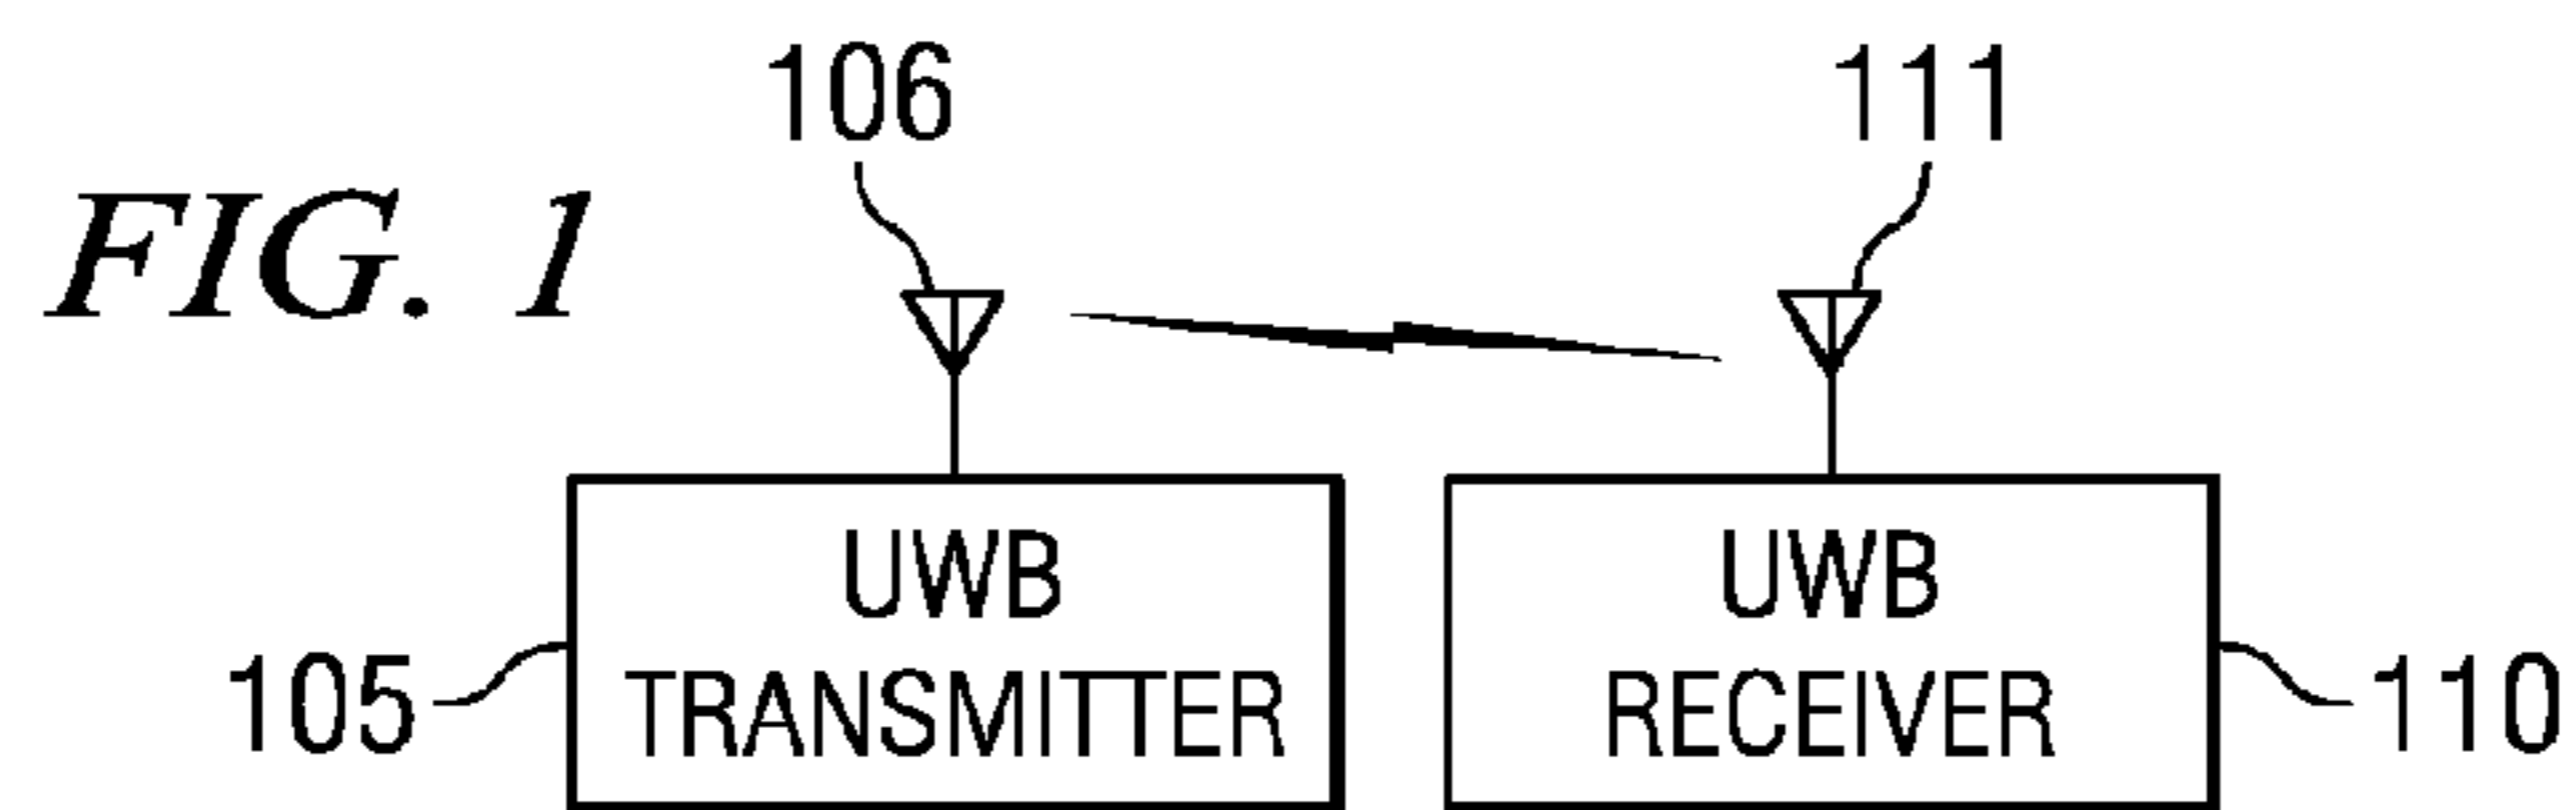 106
111
FIG. 1
UWB
TRANSMITTER
UWB
RECEIVER
105
110